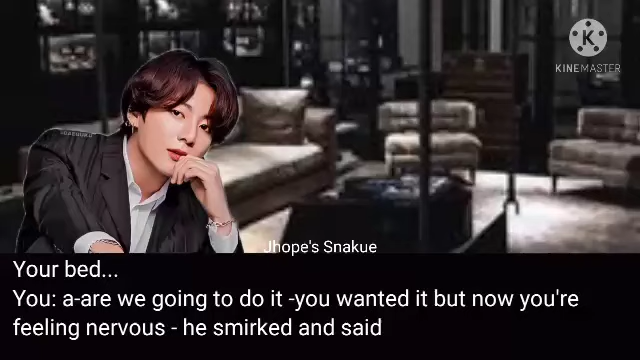 KINEMASTER
Jhope's Snakue
Your bed...
You: a-are we going to do it -you wanted it but now you're
feeling nervous - he smirked and said